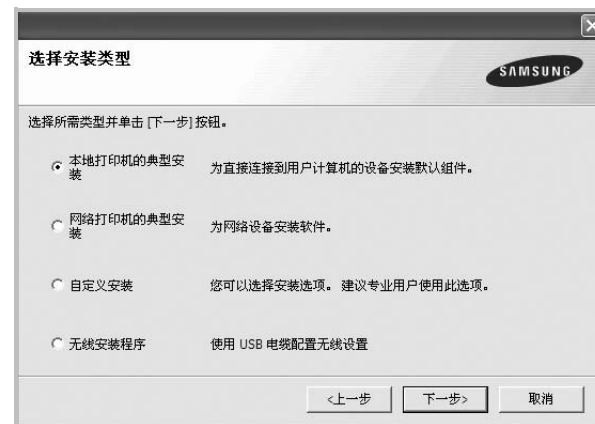 选择安装类型
SAMSUNG
选择所需类型并单击 [下一步] 按钮。
本地打印机的典型安
装
为直接连接到用户计算机的设备安装默认组件。
网络打印机的典型安
装
为网络设备安装软件。
自定义安装
您可以选择安装选项。 建议专业用户使用此选项。
无线安装程序
使用 USB 电缆配置无线设置
<上一步
下一步>
取消